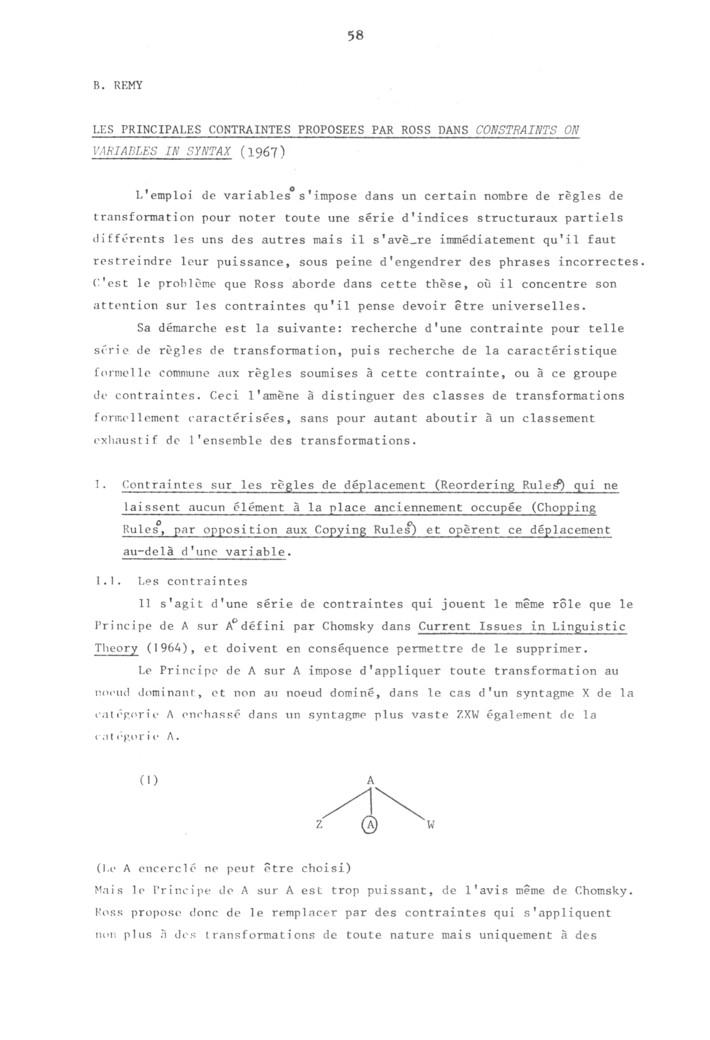 58
B. REMY
LES PRINCIPALES CONTRAINTES PROPOSEES PAR ROSS DANS CONSTRAINTS ON
VARIABLES IN SYNTAX (1967)
L'emploi de variables° s'impose dans un certain nombre de règles de
transformation pour noter toute une série d'indices structuraux partiels
différents les uns des autres mais il s'avè_re immédiatement qu'il faut
restreindre leur puissance, sous peine d'engendrer des phrases incorrectes.
C'est le problème que Ross aborde dans cette thèse, où il concentre son
attention sur les contraintes qu'il pense devoir être universelles.
Sa démarche est la suivante: recherche d'une contrainte pour telle
série de règles de transformation, puis recherche de la caractéristique
formelle commune aux règles soumises à cette contrainte, ou à ce groupe
de contraintes. Ceci l'amène à distinguer des classes de transformations
formellement caractérisées, sans pour autant aboutir à un classement
exhaustif de l'ensemble des transformations.
I. Contraintes sur les règles de déplacement (Reordering Rules°) qui ne
laissent aucun élément à la place anciennement occupée (Chopping
Rules°, par opposition aux Copying Rules°) et opèrent ce déplacement
au-delà d'une variable.
1.1. Les contraintes
Il s'agit d'une série de contraintes qui jouent le même rôle que le
Principe de A sur A° défini par Chomsky dans Current Issues in Linguistic
Theory (1964), et doivent en conséquence permettre de le supprimer.
Le Principe de A sur A impose d'appliquer toute transformation au
noeud dominant, et non au noeud dominé, dans le cas d'un syntagme X de la
catégorie A enchassé dans un syntagme plus vaste ZXW également de la
catégorie A.
(1) A
Z A W
(Le A encerclé ne peut être choisi)
Mais le Principe de A sur A est trop puissant, de l'avis même de Chomsky.
Ross propose donc de le remplacer par des contraintes qui s'appliquent
non plus à des transformations de toute nature mais uniquement à des